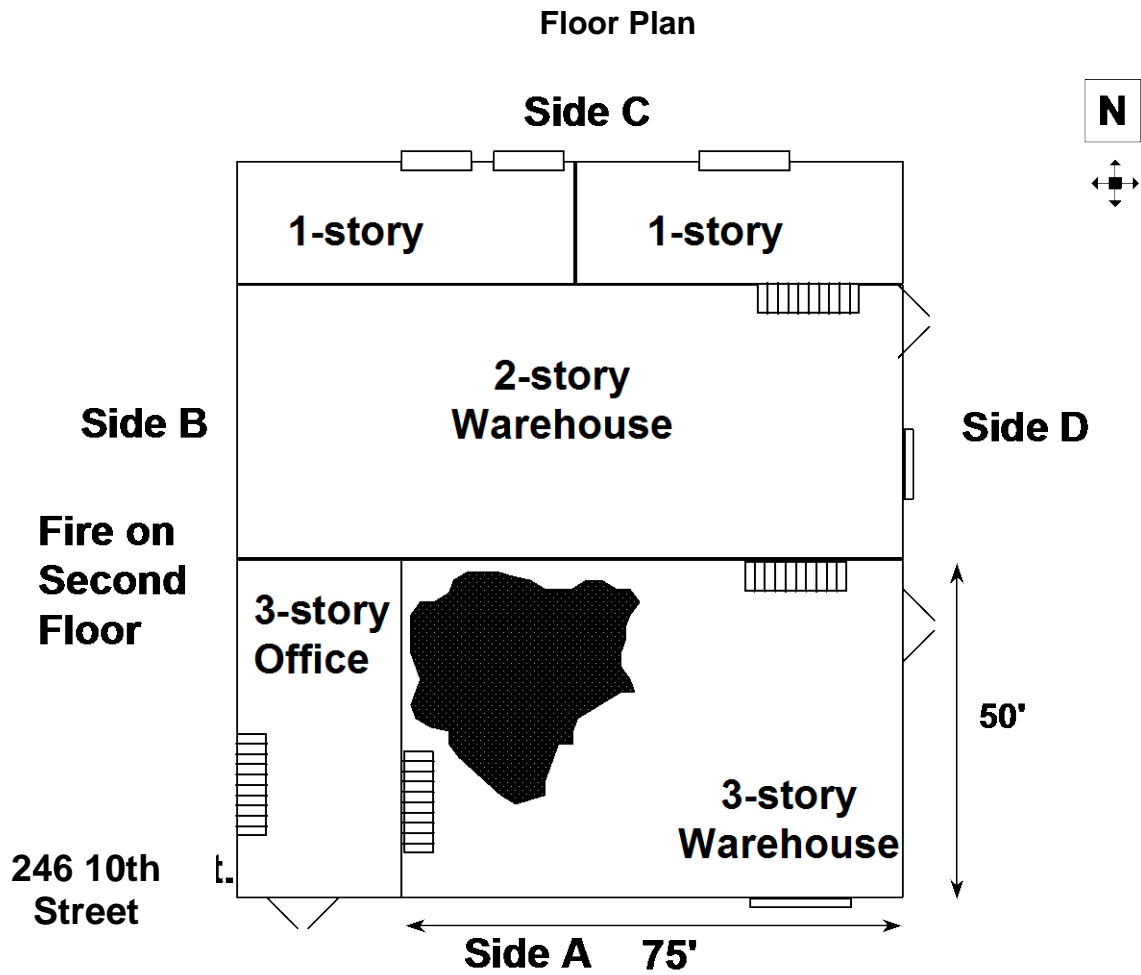 Floor Plan
Side C
N
1-story
1-story
2-story
Warehouse
Side B
Side D
Fire on
Second
Floor
3-story
Office
50'
3-story
Warehouse
246 10th
t.
Street
Side A
75'